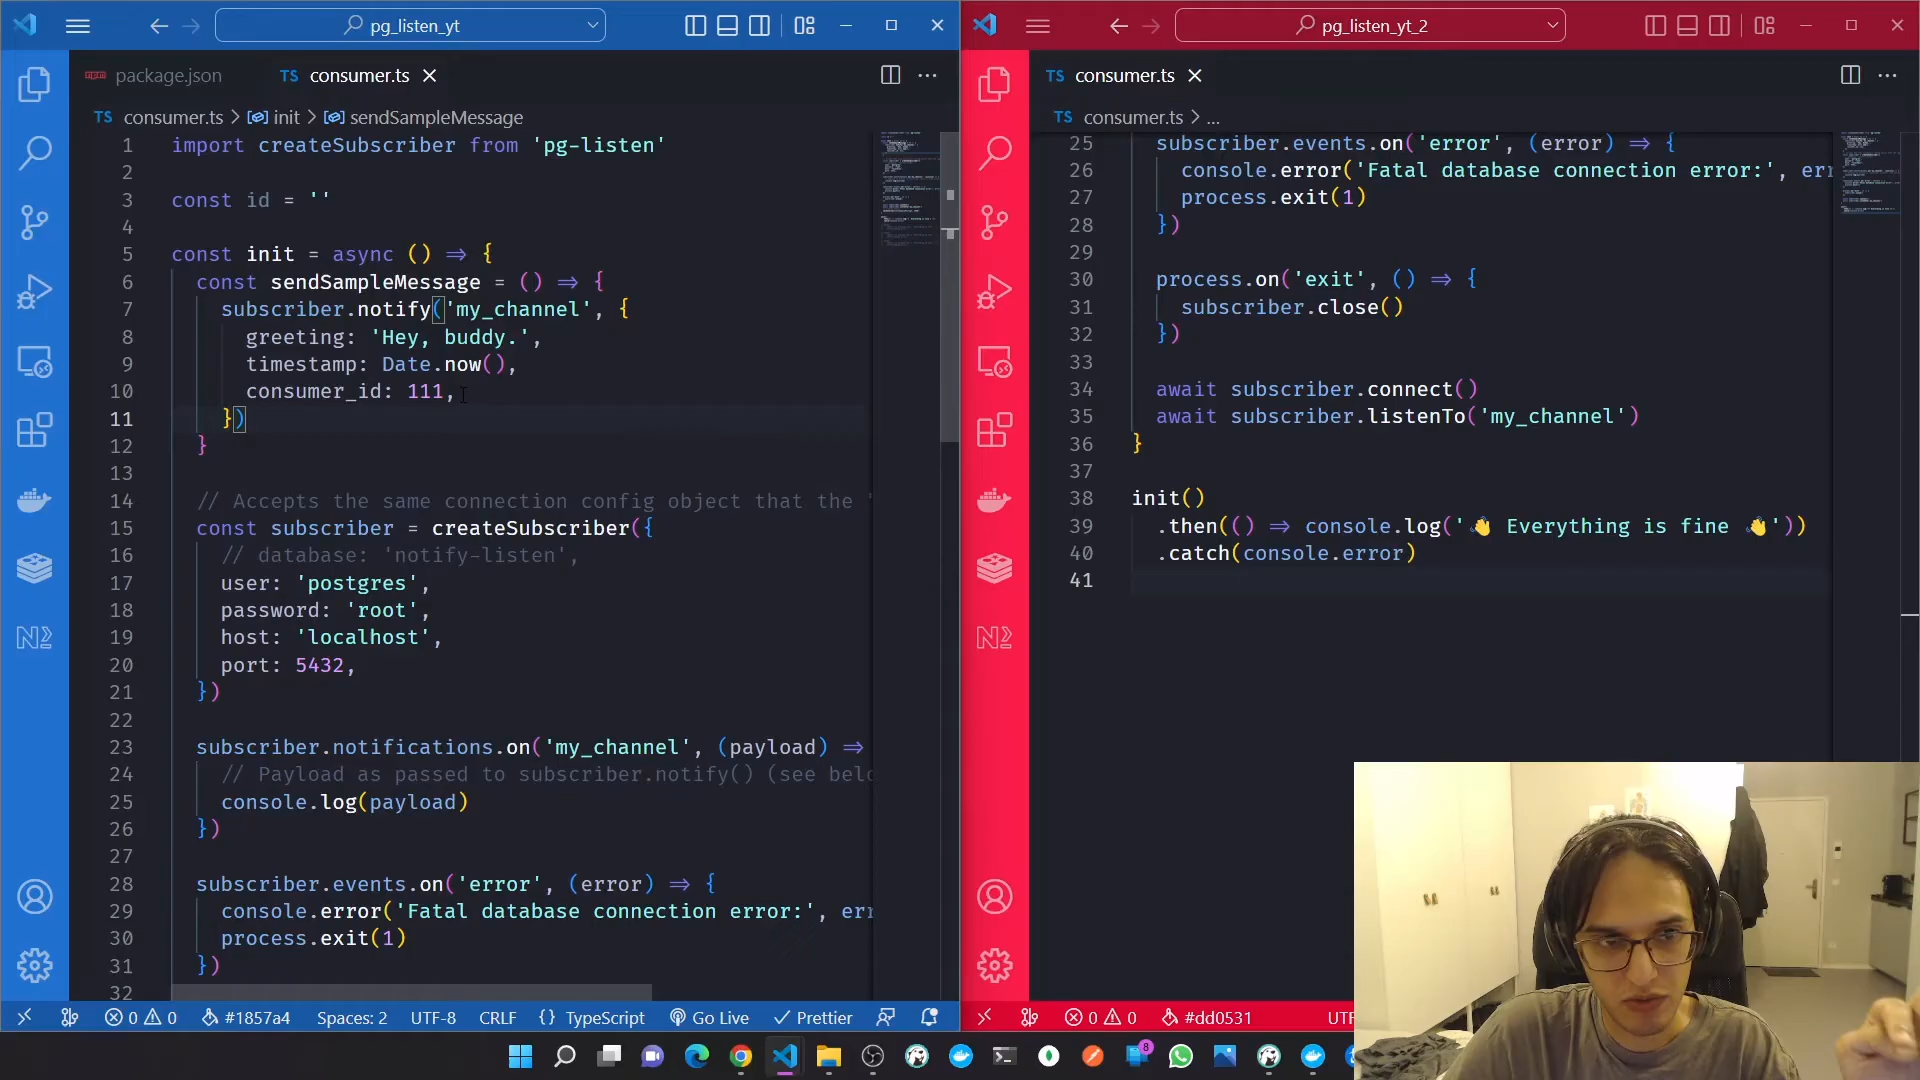 pg_listen_yt
package.json
TS consumer.ts
TS consumer.ts > init > sendSampleMessage
1 import createSubscriber from 'pg-listen'
2
3 const id = ''
4
5 const init = async () ⇒ {
6 const sendSampleMessage = () ⇒ {
7 subscriber.notify('my_channel', {
8 greeting: 'Hey, buddy.',
9 timestamp: Date.now(),
10 consumer_id: 111,
11 })
12 }
13
14 // Accepts the same connection config object that the
15 const subscriber = createSubscriber({
16 // database: 'notify-listen',
17 user: 'postgres',
18 password: 'root',
19 host: 'localhost',
20 port: 5432,
21 })
22
23 subscriber.notifications.on('my_channel', (payload) ⇒
24 // Payload as passed to subscriber.notify() (see belo
25 console.log(payload)
26 })
27
28 subscriber.events.on('error', (error) ⇒ {
29 console.error('Fatal database connection error:', err
30 process.exit(1)
31 })
32
0 0 #1857a4 Spaces: 2 UTF-8 CRLF {} TypeScript Go Live Prettier
pg_listen_yt_2
TS consumer.ts
TS consumer.ts > ...
25 subscriber.events.on('error', (error) ⇒ {
26 console.error('Fatal database connection error:', err
27 process.exit(1)
28 })
29
30 process.on('exit', () ⇒ {
31 subscriber.close()
32 })
33
34 await subscriber.connect()
35 await subscriber.listenTo('my_channel')
36 }
37
38 init()
39 .then(() ⇒ console.log('👋 Everything is fine 👋'))
40 .catch(console.error)
41
0 0 #dd0531 UTF
8